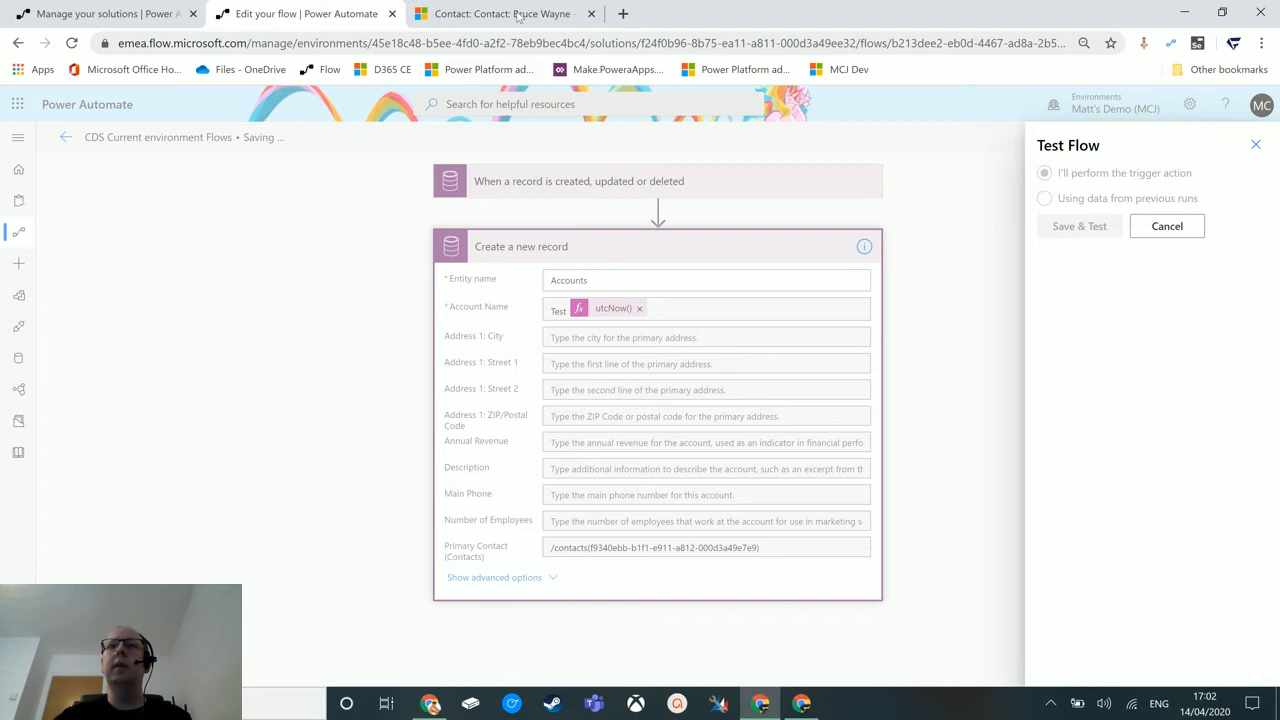 Manage your solutions | Power A
Edit your flow | Power Automate
Contact: Contact: Bruce Wayne -
emea.flow.microsoft.com/manage/environments/45e18c48-b5ee-4fd0-a2f2-78eb9bec4bc4/solutions/f24f0b96-8b75-ea11-a811-000d3a49ee32/flows/b213dee2-eb0d-4467-ad8a-2b5...
Apps
Microsoft Office Ho...
Files - OneDrive
Flow
D365 CE
Power Platform ad...
Make.PoweraApps....
Power Platform ad...
MCJ Dev
Other bookmarks
Power Automate
Search for helpful resources
Environments
Matt's Demo (MCJ)
MC
CDS Current environment Flows • Saving ...
When a record is created, updated or deleted
Create a new record
* Entity name
Accounts
* Account Name
Test fx utcNow() ×
Address 1: City
Type the city for the primary address.
Address 1: Street 1
Type the first line of the primary address.
Address 1: Street 2
Type the second line of the primary address.
Address 1: ZIP/Postal
Code
Type the ZIP Code or postal code for the primary address.
Annual Revenue
Type the annual revenue for the account, used as an indicator in financial perfo
Description
Type additional information to describe the account, such as an excerpt from tl
Main Phone
Type the main phone number for this account.
Number of Employees
Type the number of employees that work at the account for use in marketing s
Primary Contact
(Contacts)
/contacts(f9340ebb-b1f1-e911-a812-000d3a49e7e9)
Show advanced options
Test Flow
I'll perform the trigger action
Using data from previous runs
Save & Test
Cancel
ENG
17:02
14/04/2020